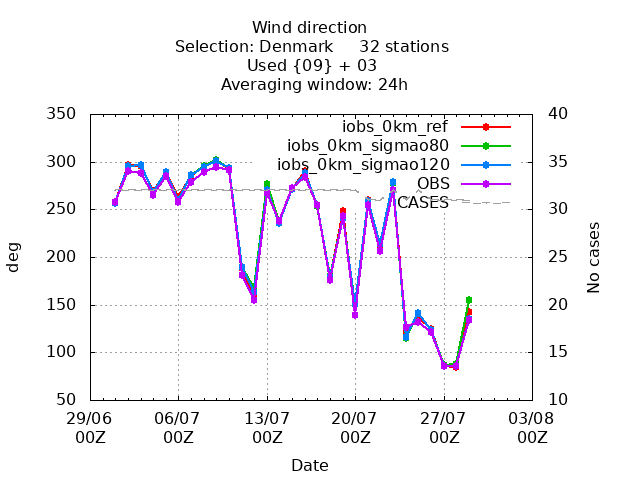 Wind direction
Selection: Denmark 32 stations
Used {09} + 03
Averaging window: 24h
350 40
iobs_0km_ref
iobs_0km_sigmao80
300 35
iobs_0km_sigmao120
OBS
CASES
250 30
deg
No cases
200 25
150 20
100 15
50 10
29/06 06/07 13/07 20/07 27/07 03/08
00Z 00Z 00Z 00Z 00Z 00Z
Date